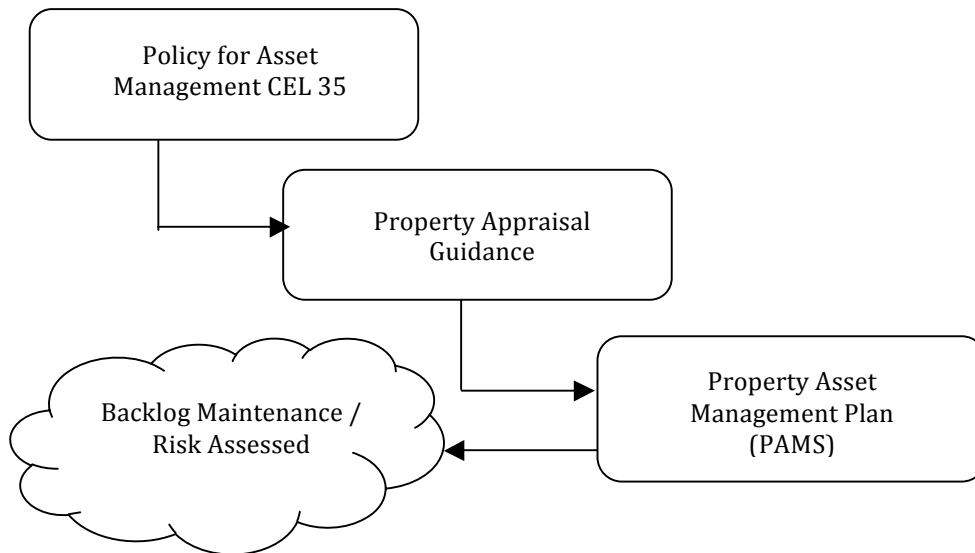 Policy for Asset
Management CEL 35
Property Appraisal
Guidance
Property Asset
Management Plan
(PAMS)
Backlog Maintenance /
Risk Assessed